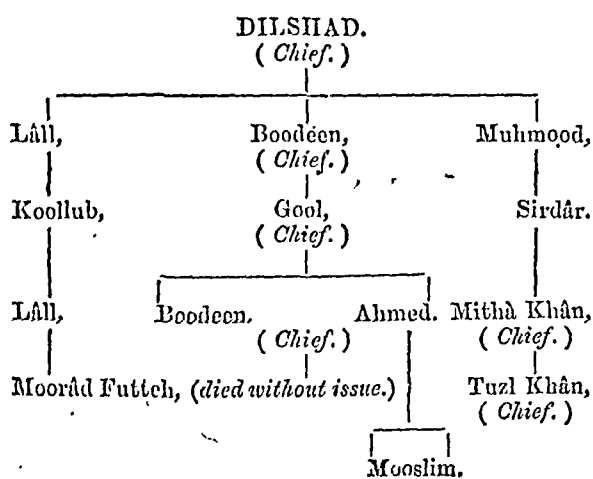 DILSHAD.
( Chief. )
Lâll, Boodeen, Muhmood,
( Chief. )
Koollub, Gool, Sirdâr.
( Chief. )
Lâll, Boodeen. Ahmed. Mithà Khân,
( Chief. ) ( Chief. )
Moorâd Futteh, (died without issue.) Tuzl Khân,
( Chief. )
Mooslim.